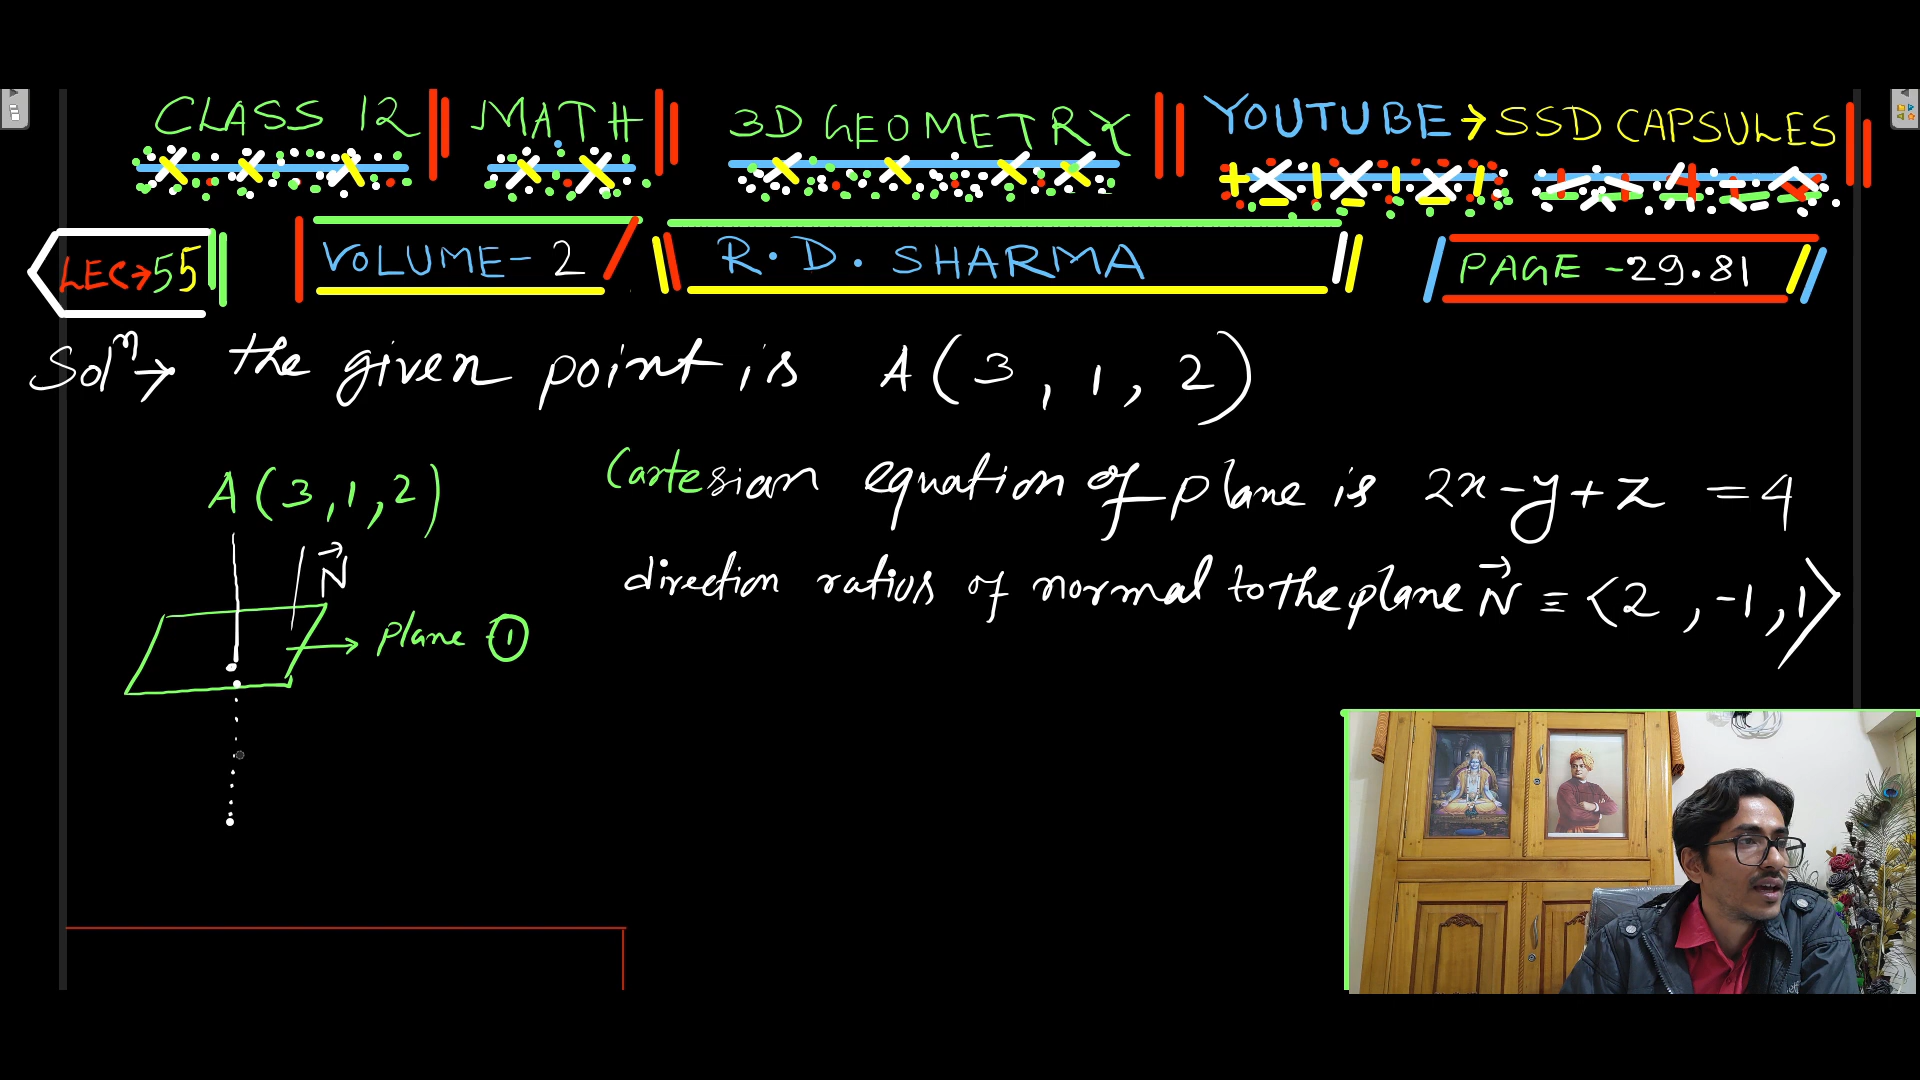 CLASS 12 || MATH || 3D GEOMETRY || YOUTUBE → SSD CAPSULES ||
LEC→55 VOLUME-2 R.D. SHARMA PAGE -29.81
Solⁿ→ the given point is A(3, 1, 2)
A(3,1,2) Cartesian equation of plane is 2x-y+z = 4
N⃗ direction ratios of normal to the plane N⃗ ≡ <2, -1, 1>
→ plane ①